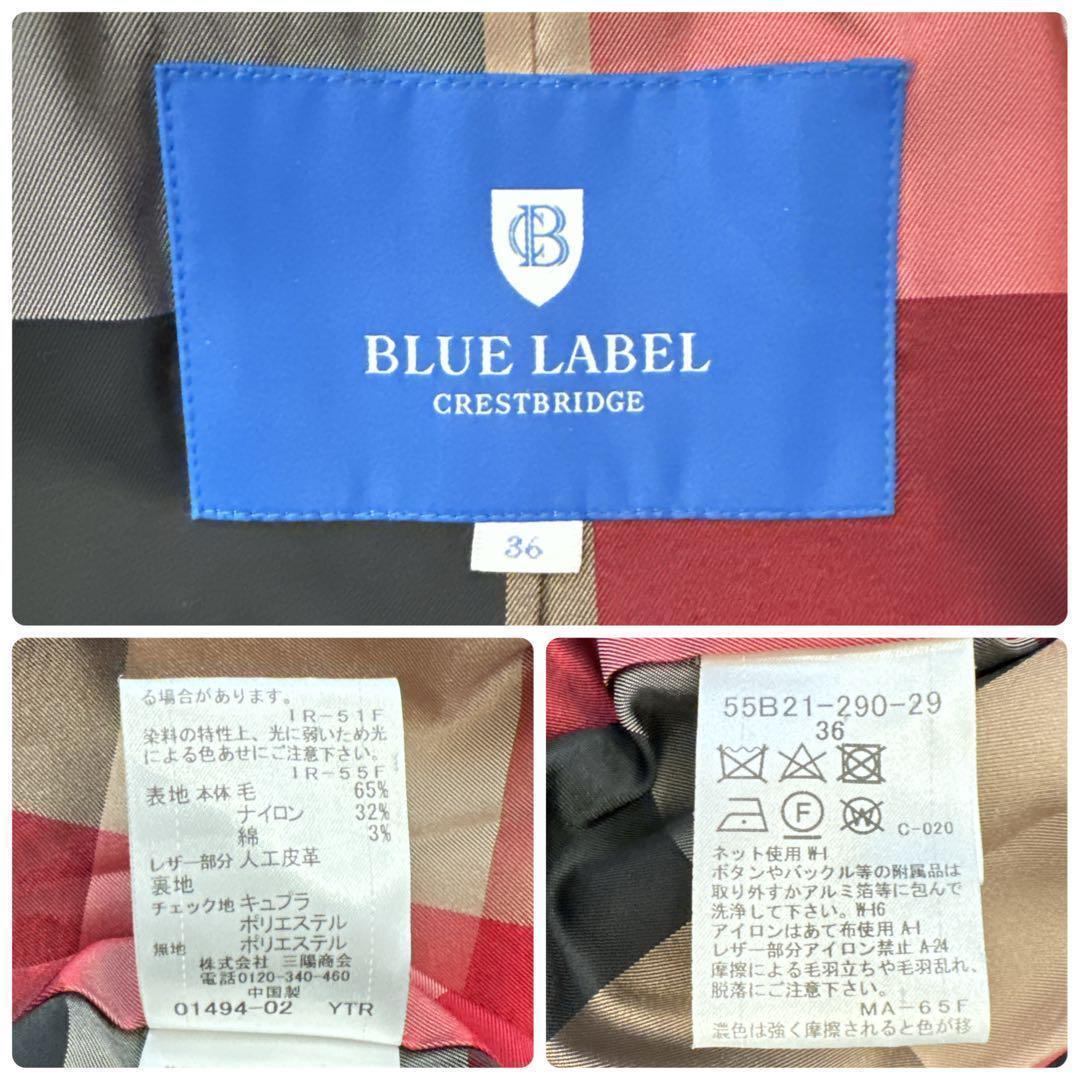 CB
BLUE LABEL
CRESTBRIDGE
36
る場合があります。
IR-51F
染料の特性上、光に弱いため光
による色あせにご注意下さい。
IR-55F
表地 本体 毛 65%
ナイロン 32%
綿 3%
レザー部分 人工皮革
裏地
チェック地 キュプラ
ポリエステル
無地 ポリエステル
株式会社 三陽商会
電話0120-340-460
中国製
01494-02 YTR
55B21-290-29
36
F W
C-020
ネット使用 W-1
ボタンやバックル等の附属品は
取り外すかアルミ箔等に包んで
洗浄して下さい。W-16
アイロンはあて布使用 A-1
レザー部分アイロン禁止 A-24
摩擦による毛羽立ちや毛羽乱れ、
脱落にご注意下さい。
MA-65F
濃色は強く摩擦されると色が移